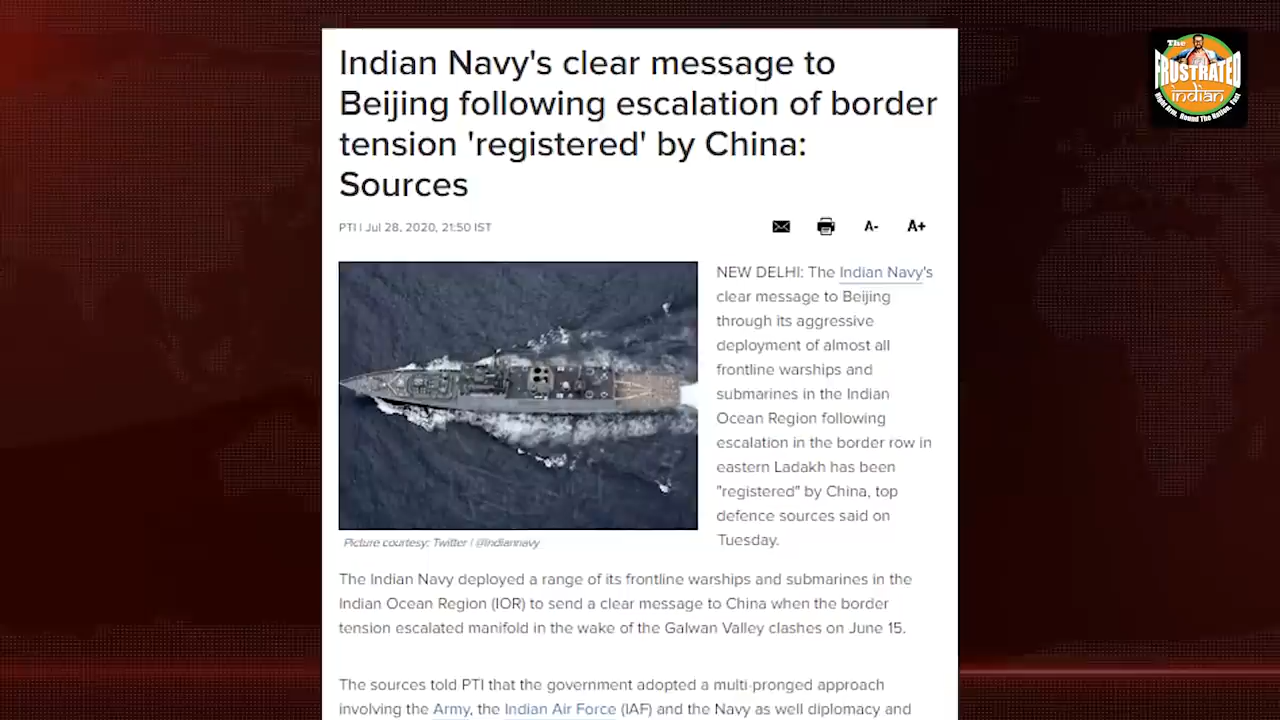 Indian Navy's clear message to
Beijing following escalation of border
tension 'registered' by China:
Sources
PTI | Jul 28, 2020, 21:50 IST
A-
A+
NEW DELHI: The Indian Navy's
clear message to Beijing
through its aggressive
deployment of almost all
frontline warships and
submarines in the Indian
Ocean Region following
escalation in the border row in
eastern Ladakh has been
"registered" by China, top
defence sources said on
Tuesday.
Picture courtesy: Twitter | @indiannavy
The Indian Navy deployed a range of its frontline warships and submarines in the
Indian Ocean Region (IOR) to send a clear message to China when the border
tension escalated manifold in the wake of the Galwan Valley clashes on June 15.
The sources told PTI that the government adopted a multi-pronged approach
involving the Army, the Indian Air Force (IAF) and the Navy as well diplomacy and
The
FRUSTRATED
indian
Right Arm. Round The Nation. Fast